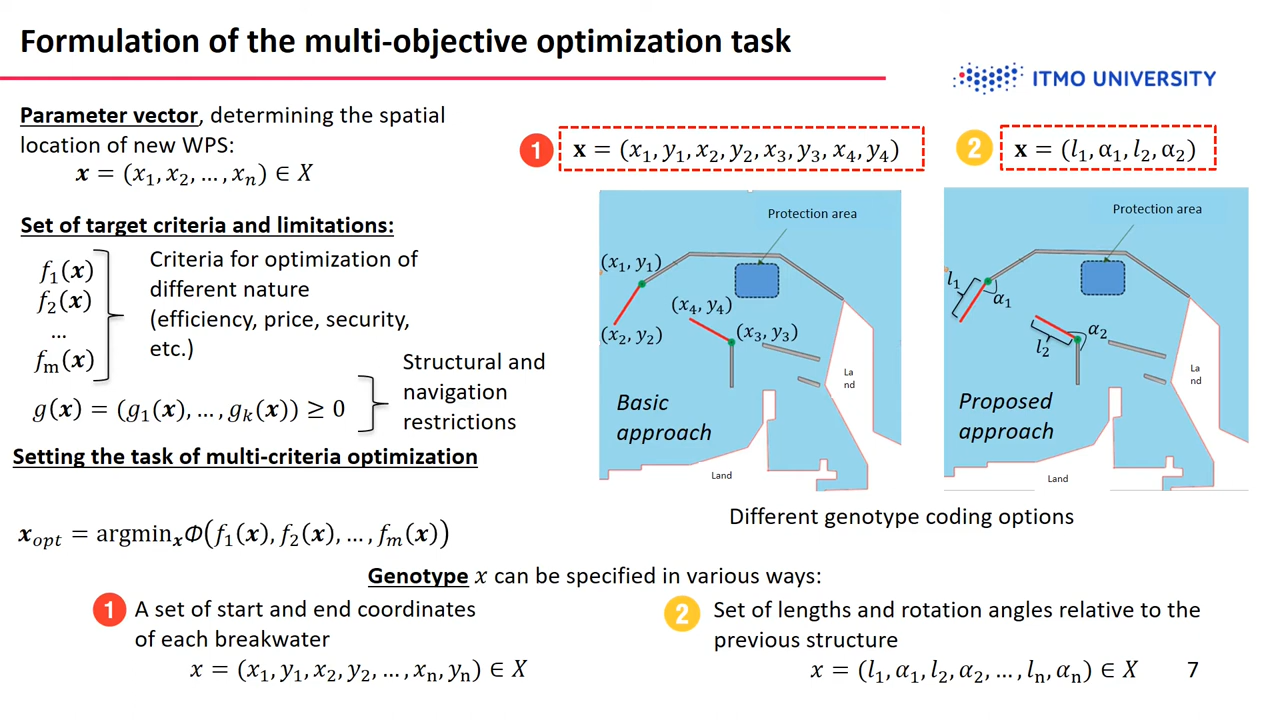 Formulation of the multi-objective optimization task
ITMO UNIVERSITY
Parameter vector, determining the spatial
location of new WPS:
𝒙 = (x₁, x₂, …, xₙ) ∈ X
Set of target criteria and limitations:
f₁(𝒙)
f₂(𝒙)
…
fₘ(𝒙)
Criteria for optimization of
different nature
(efficiency, price, security,
etc.)
g(𝒙) = (g₁(𝒙), …, gₖ(𝒙)) ≥ 0
Structural and
navigation
restrictions
Setting the task of multi-criteria optimization
𝒙ₒₚₜ = argminₓΦ(f₁(𝒙), f₂(𝒙), …, fₘ(𝒙))
1
𝐱 = (x₁, y₁, x₂, y₂, x₃, y₃, x₄, y₄)
Protection area
(x₁, y₁)
(x₂, y₂)
(x₄, y₄)
(x₃, y₃)
La
nd
Basic
approach
Land
2
𝐱 = (l₁, α₁, l₂, α₂)
Protection area
l₁
α₁
l₂
α₂
La
nd
Proposed
approach
Land
Different genotype coding options
Genotype x can be specified in various ways:
1
A set of start and end coordinates
of each breakwater
x = (x₁, y₁, x₂, y₂, …, xₙ, yₙ) ∈ X
2
Set of lengths and rotation angles relative to the
previous structure
x = (l₁, α₁, l₂, α₂, …, lₙ, αₙ) ∈ X
7